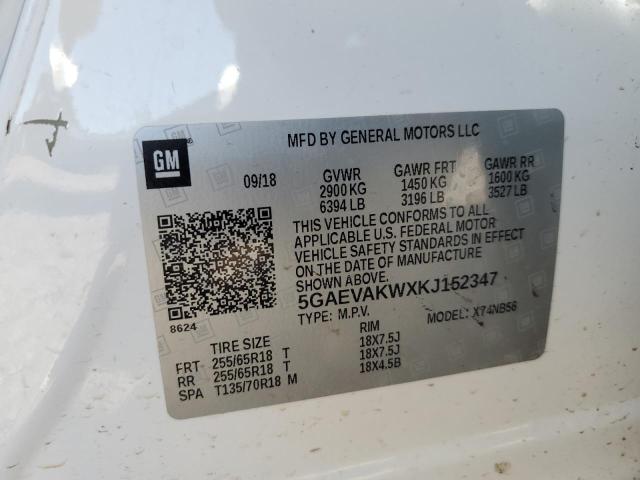 MFD BY GENERAL MOTORS LLC
GM
09/18 GVWR GAWR FRT GAWR RR
2900 KG 1450 KG 1600 KG
6394 LB 3196 LB 3527 LB
THIS VEHICLE CONFORMS TO ALL
APPLICABLE U.S. FEDERAL MOTOR
VEHICLE SAFETY STANDARDS IN EFFECT
ON THE DATE OF MANUFACTURE
SHOWN ABOVE.
5GAEVAKWXKJ152347
8624 TYPE: M.P.V. MODEL: X74NB56
TIRE SIZE RIM
FRT 255/65R18 T 18X7.5J
RR 255/65R18 T 18X7.5J
SPA T135/70R18 M 18X4.5B